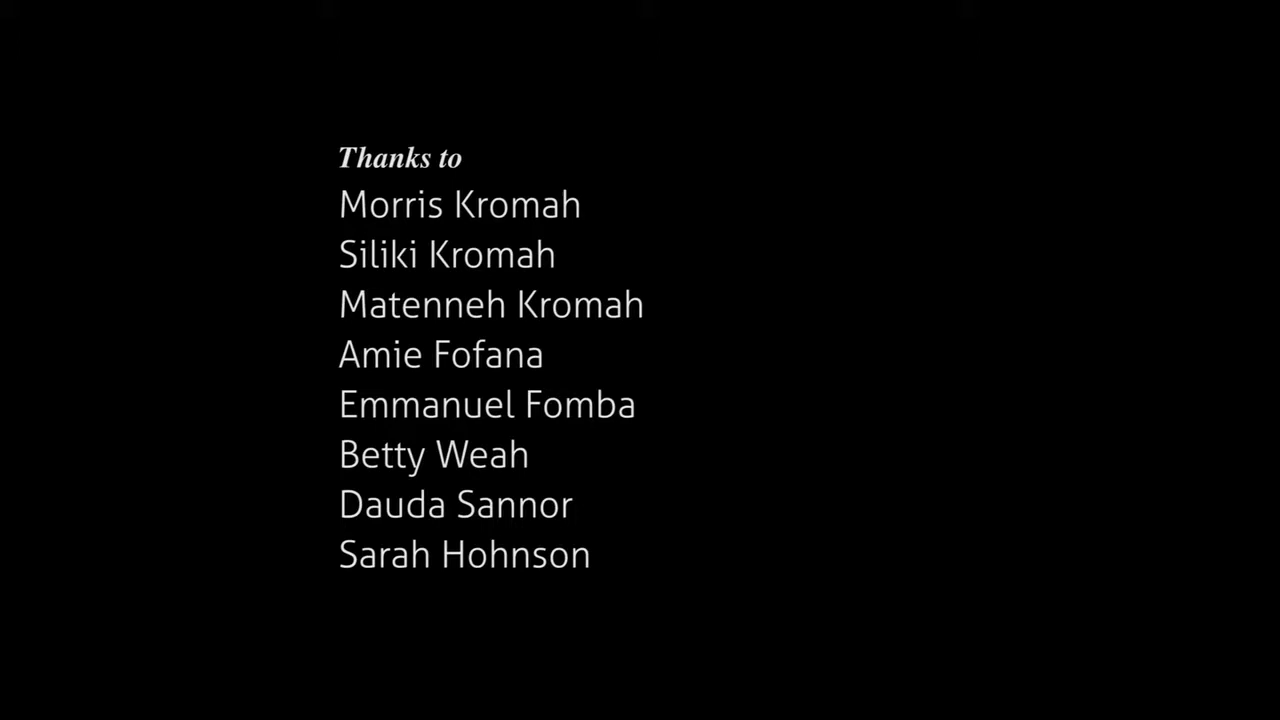 Thanks to
Morris Kromah
Siliki Kromah
Matenneh Kromah
Amie Fofana
Emmanuel Fomba
Betty Weah
Dauda Sannor
Sarah Hohnson